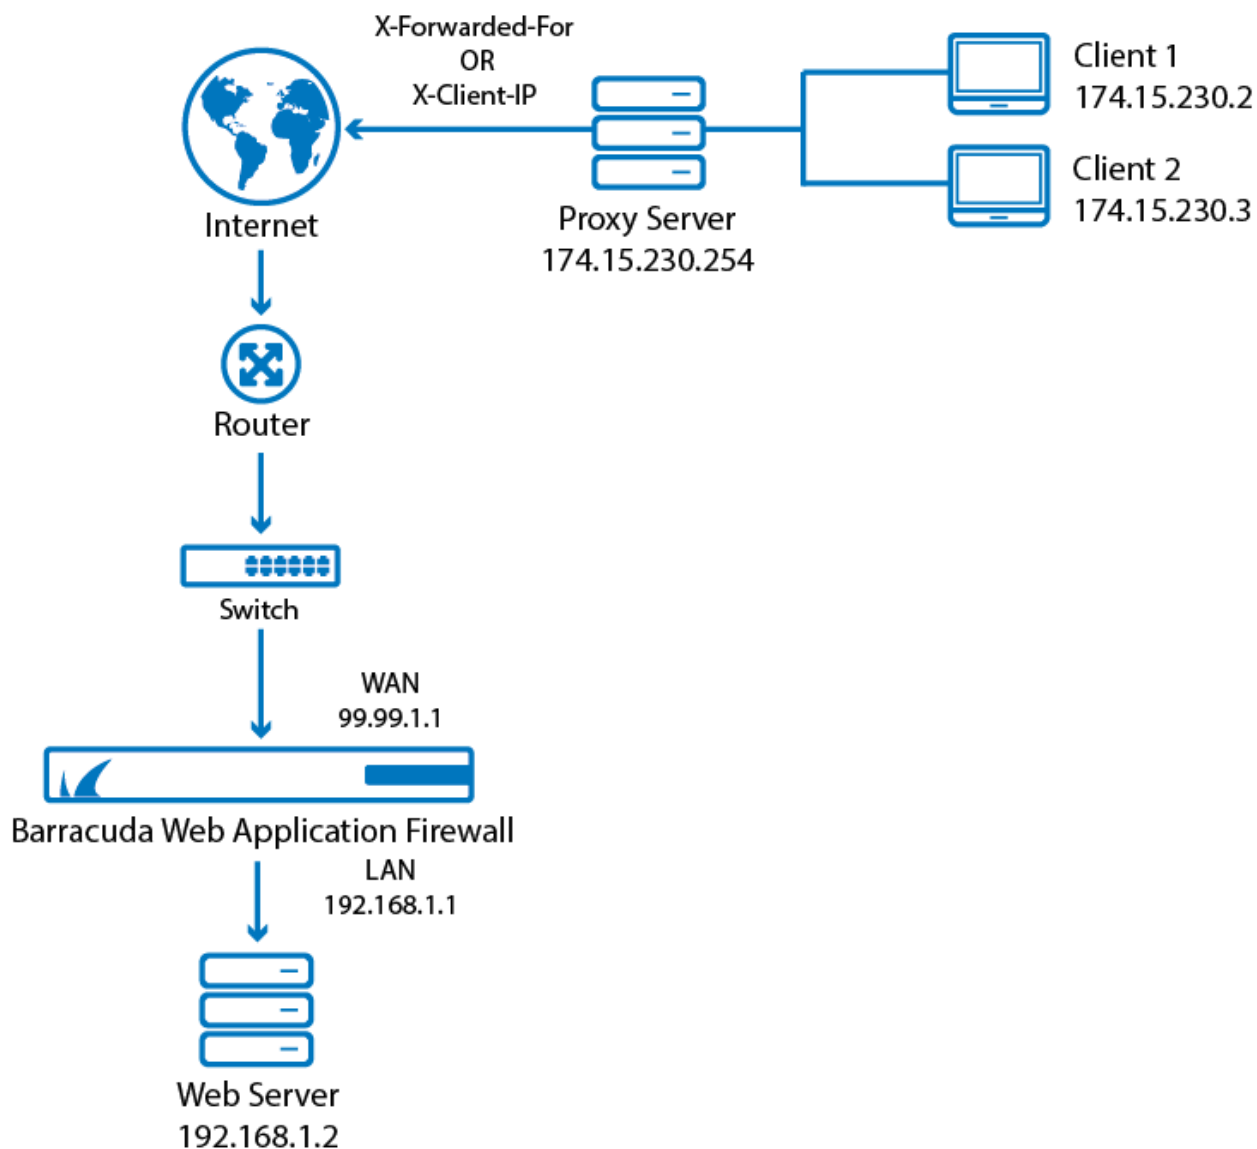 X-Forwarded-For
OR
X-Client-IP
Client 1
174.15.230.2
Client 2
174.15.230.3
Proxy Server
174.15.230.254
Internet
Router
Switch
WAN
99.99.1.1
Barracuda Web Application Firewall
LAN
192.168.1.1
Web Server
192.168.1.2